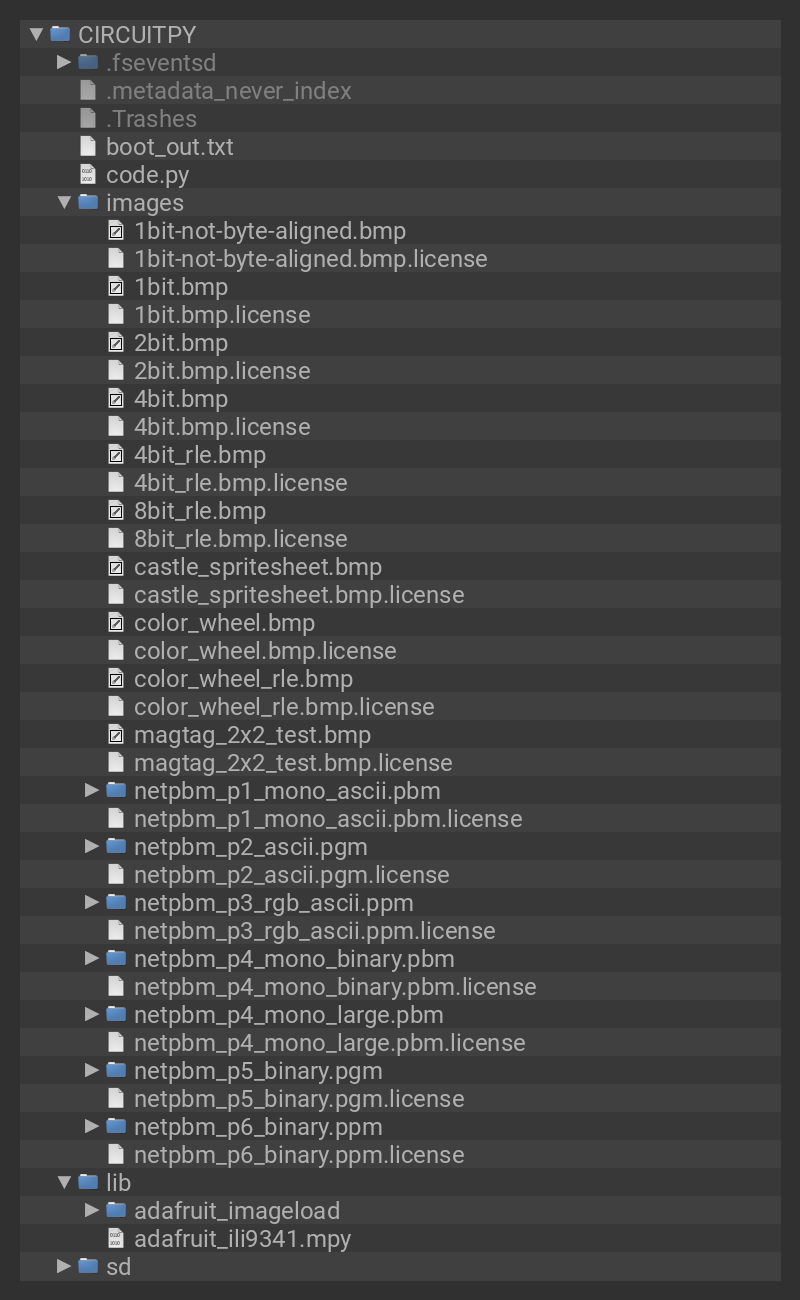 CIRCUITPY
.fseventsd
.metadata_never_index
.Trashes
boot_out.txt
code.py
images
1bit-not-byte-aligned.bmp
1bit-not-byte-aligned.bmp.license
1bit.bmp
1bit.bmp.license
2bit.bmp
2bit.bmp.license
4bit.bmp
4bit.bmp.license
4bit_rle.bmp
4bit_rle.bmp.license
8bit_rle.bmp
8bit_rle.bmp.license
castle_spritesheet.bmp
castle_spritesheet.bmp.license
color_wheel.bmp
color_wheel.bmp.license
color_wheel_rle.bmp
color_wheel_rle.bmp.license
magtag_2x2_test.bmp
magtag_2x2_test.bmp.license
netpbm_p1_mono_ascii.pbm
netpbm_p1_mono_ascii.pbm.license
netpbm_p2_ascii.pgm
netpbm_p2_ascii.pgm.license
netpbm_p3_rgb_ascii.ppm
netpbm_p3_rgb_ascii.ppm.license
netpbm_p4_mono_binary.pbm
netpbm_p4_mono_binary.pbm.license
netpbm_p4_mono_large.pbm
netpbm_p4_mono_large.pbm.license
netpbm_p5_binary.pgm
netpbm_p5_binary.pgm.license
netpbm_p6_binary.ppm
netpbm_p6_binary.ppm.license
lib
adafruit_imageload
adafruit_ili9341.mpy
sd